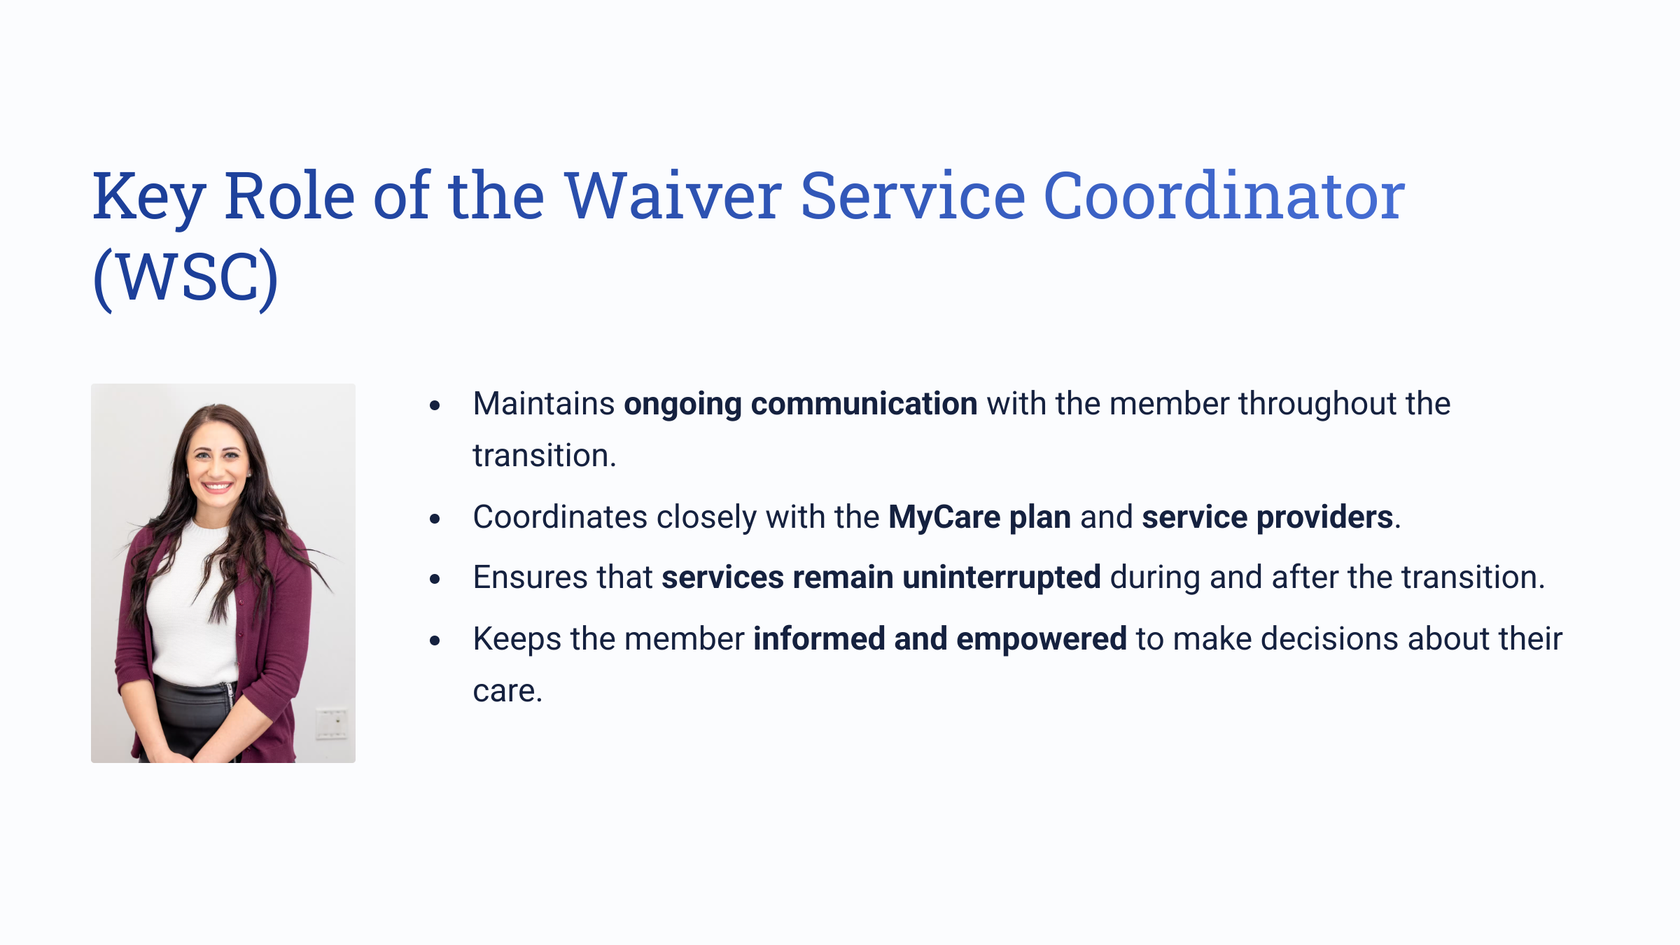 Key Role of the Waiver Service Coordinator
(WSC)
• Maintains ongoing communication with the member throughout the
transition.
• Coordinates closely with the MyCare plan and service providers.
• Ensures that services remain uninterrupted during and after the transition.
• Keeps the member informed and empowered to make decisions about their
care.